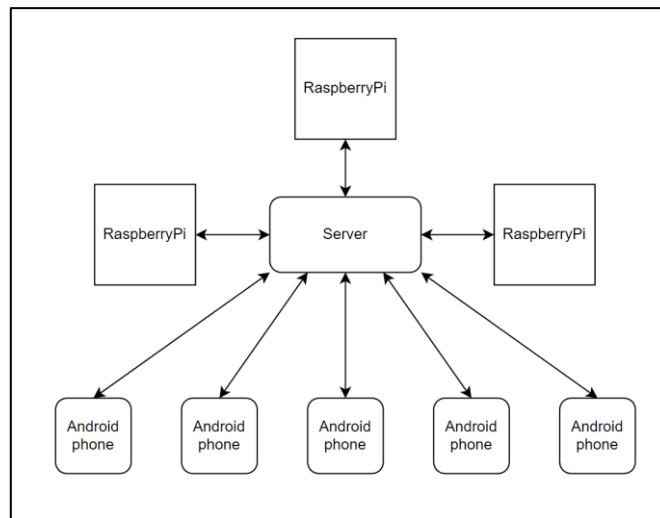 RaspberryPi
RaspberryPi
Server
RaspberryPi
Android
phone
Android
phone
Android
phone
Android
phone
Android
phone